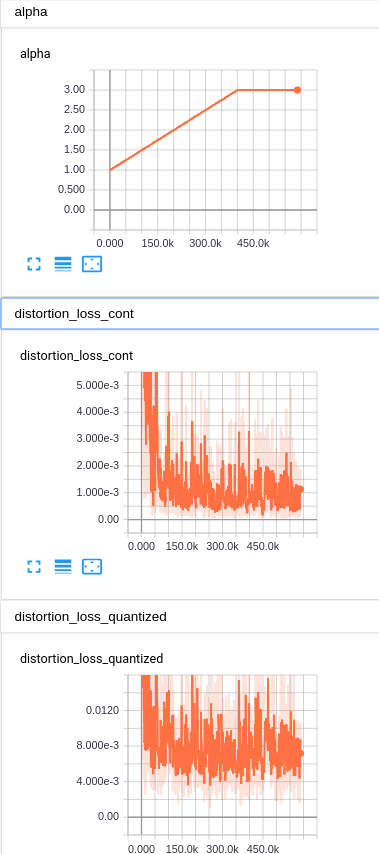 alpha
alpha
3.00
2.50
2.00
1.50
1.00
0.500
0.00
0.000 150.0k 300.0k 450.0k
distortion_loss_cont
distortion_loss_cont
5.000e-3
4.000e-3
3.000e-3
2.000e-3
1.000e-3
0.00
0.000 150.0k 300.0k 450.0k
distortion_loss_quantized
distortion_loss_quantized
0.0120
8.000e-3
4.000e-3
0.00
0.000 150.0k 300.0k 450.0k